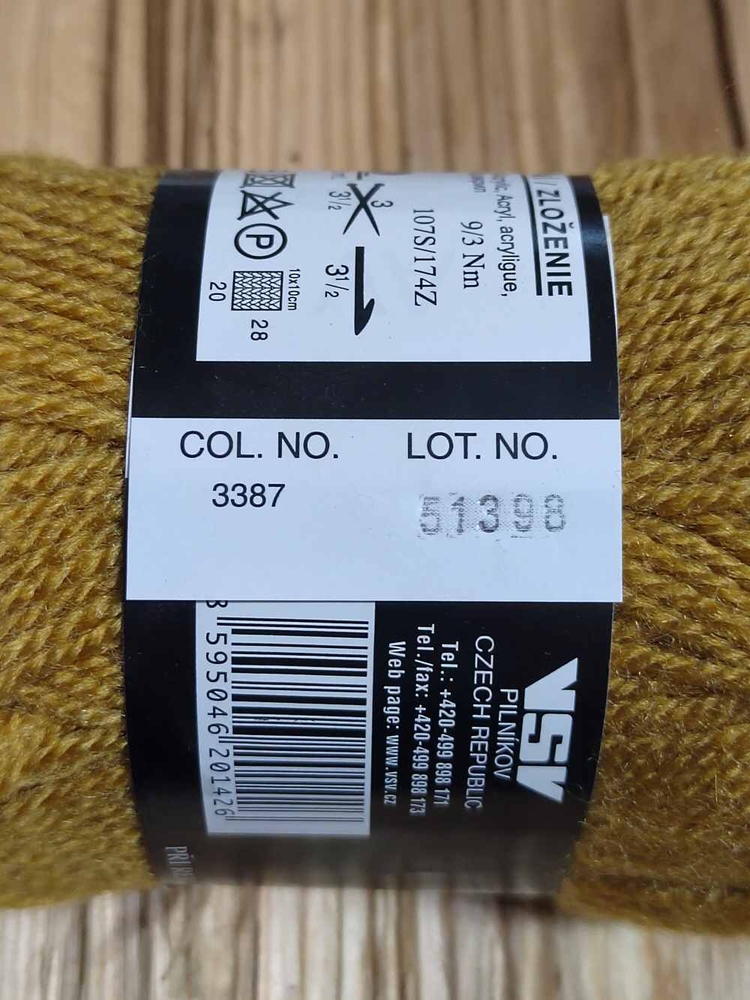 / ZLOŽENIE
Acryl, acryligue,
9/3 Nm
107S/174Z
3
3½
3½
P
10x10cm
28
20
COL. NO.
LOT. NO.
3387
51398
VSV
PILNIKOV
CZECH REPUBLIC
Tel.: +420-499 898 171
Tel./fax: +420-499 898 173
Web page: www.vsv.cz
8 595046 201426